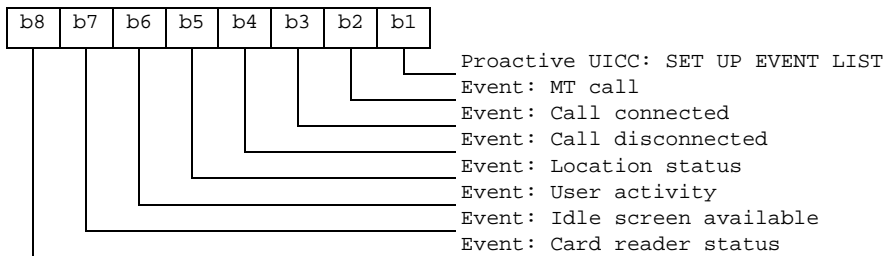 b8 b7 b6 b5 b4 b3 b2 b1
Proactive UICC: SET UP EVENT LIST
Event: MT call
Event: Call connected
Event: Call disconnected
Event: Location status
Event: User activity
Event: Idle screen available
Event: Card reader status